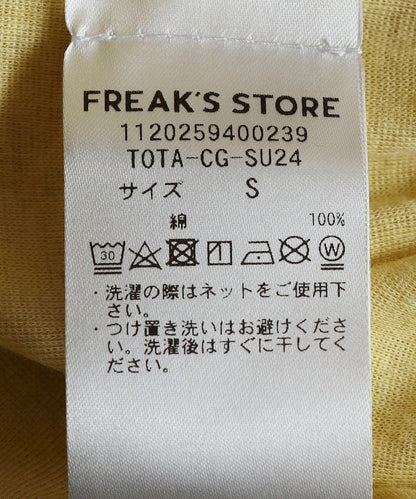 FREAK'S STORE
1120259400239
TOTA-CG-SU24
サイズ S
綿 100%
30 W
・洗濯の際はネットをご使用下
さい。
・つけ置き洗いはお避けくださ
い。洗濯後はすぐに干してく
ださい。